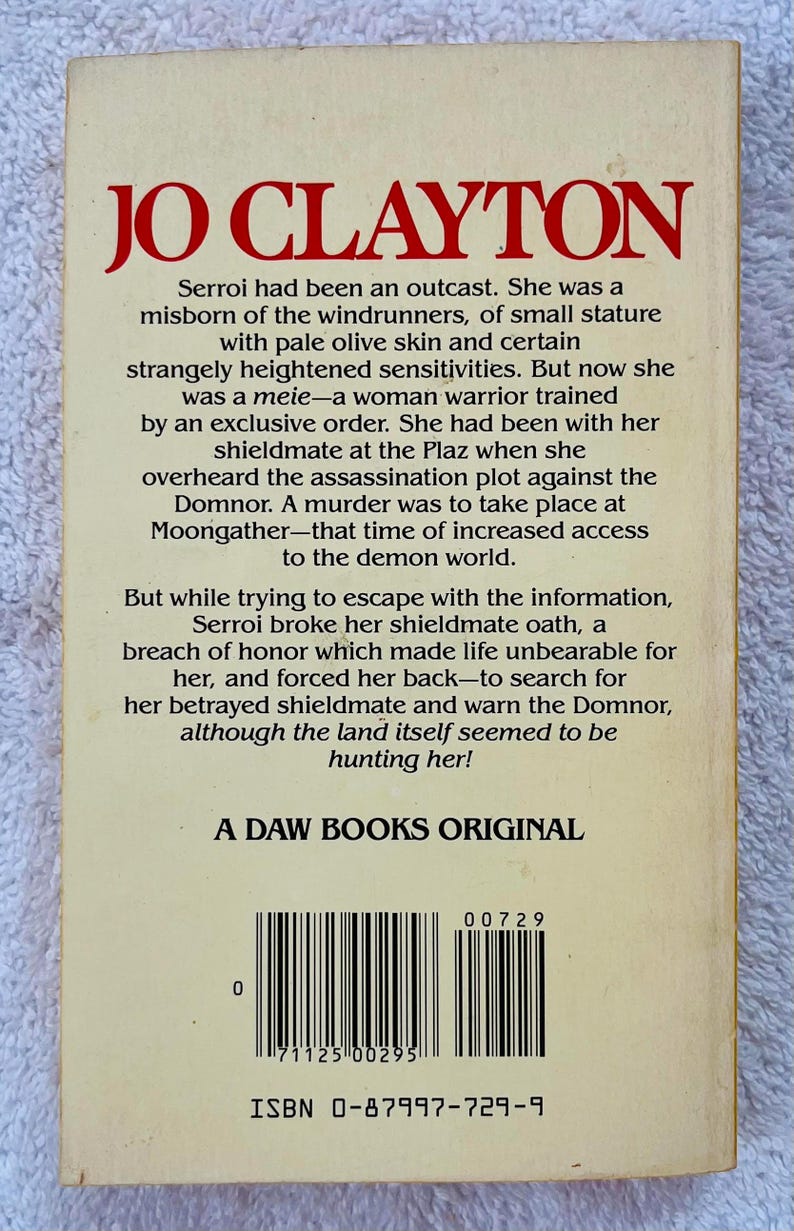 JO CLAYTON
Serroi had been an outcast. She was a
misborn of the windrunners, of small stature
with pale olive skin and certain
strangely heightened sensitivities. But now she
was a meie—a woman warrior trained
by an exclusive order. She had been with her
shieldmate at the Plaz when she
overheard the assassination plot against the
Domnor. A murder was to take place at
Moongather—that time of increased access
to the demon world.
But while trying to escape with the information,
Serroi broke her shieldmate oath, a
breach of honor which made life unbearable for
her, and forced her back—to search for
her betrayed shieldmate and warn the Domnor,
although the land itself seemed to be
hunting her!
A DAW BOOKS ORIGINAL
00729
0
71125 00295
ISBN 0-87997-729-9